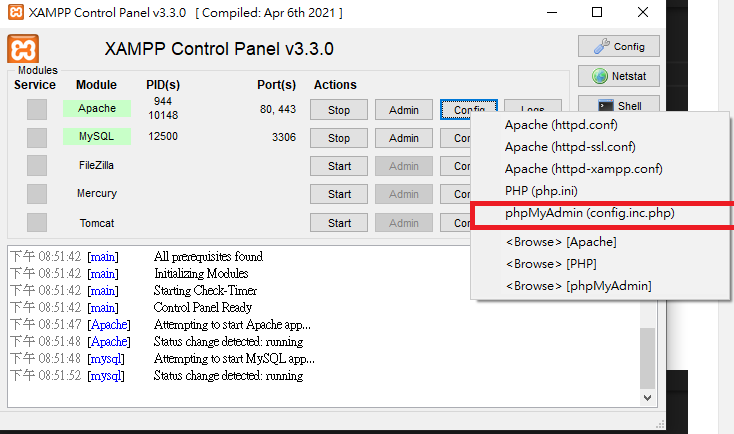 XAMPP Control Panel v3.3.0 [ Compiled: Apr 6th 2021 ]
XAMPP Control Panel v3.3.0
Config
Modules
Service Module PID(s) Port(s) Actions
Netstat
Apache 944 10148 80, 443 Stop Admin Config Logs
Shell
MySQL 12500 3306 Stop Admin
FileZilla Start Admin
Mercury Start Admin
Tomcat Start Admin
Apache (httpd.conf)
Apache (httpd-ssl.conf)
Apache (httpd-xampp.conf)
PHP (php.ini)
phpMyAdmin (config.inc.php)
<Browse> [Apache]
<Browse> [PHP]
<Browse> [phpMyAdmin]
下午 08:51:42 [main] All prerequisites found
下午 08:51:42 [main] Initializing Modules
下午 08:51:42 [main] Starting Check-Timer
下午 08:51:42 [main] Control Panel Ready
下午 08:51:47 [Apache] Attempting to start Apache app...
下午 08:51:48 [Apache] Status change detected: running
下午 08:51:48 [mysql] Attempting to start MySQL app...
下午 08:51:52 [mysql] Status change detected: running